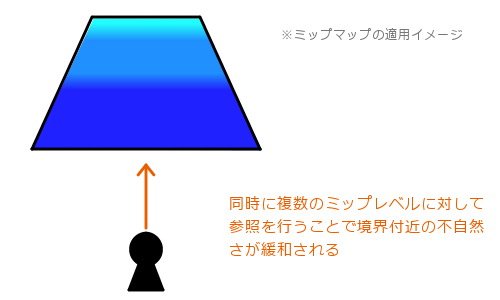 ※ミップマップの適用イメージ
同時に複数のミップレベルに対して
参照を行うことで境界付近の不自然
さが緩和される